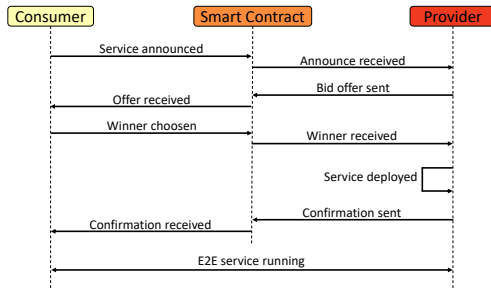 Consumer
Smart Contract
Provider
Service announced
Announce received
Bid offer sent
Offer received
Winner choosen
Winner received
Service deployed
Confirmation sent
Confirmation received
E2E service running